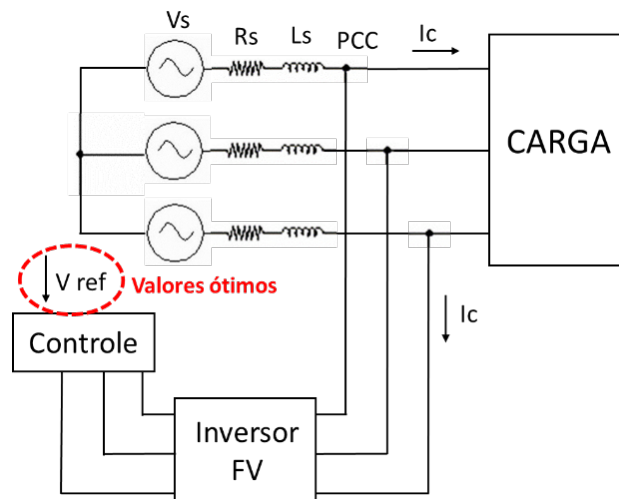 Vs
Rs
Ls
PCC
Ic
CARGA
V ref
Valores ótimos
Ic
Controle
Inversor
FV